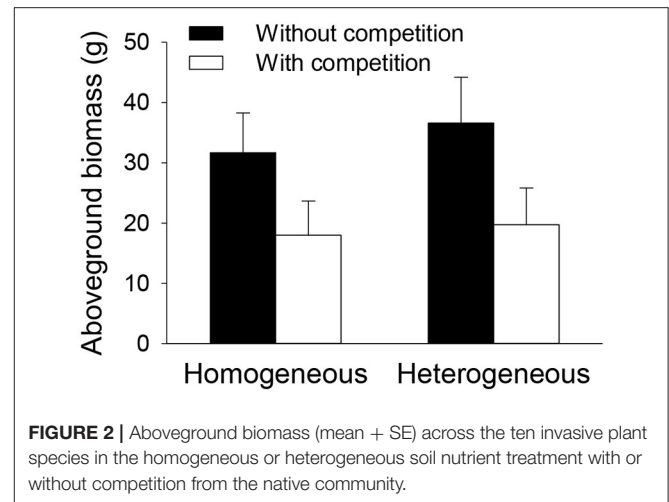 Aboveground biomass (g)
50
40
30
20
10
0
Without competition
With competition
Homogeneous Heterogeneous
FIGURE 2 | Aboveground biomass (mean + SE) across the ten invasive plant
species in the homogeneous or heterogeneous soil nutrient treatment with or
without competition from the native community.